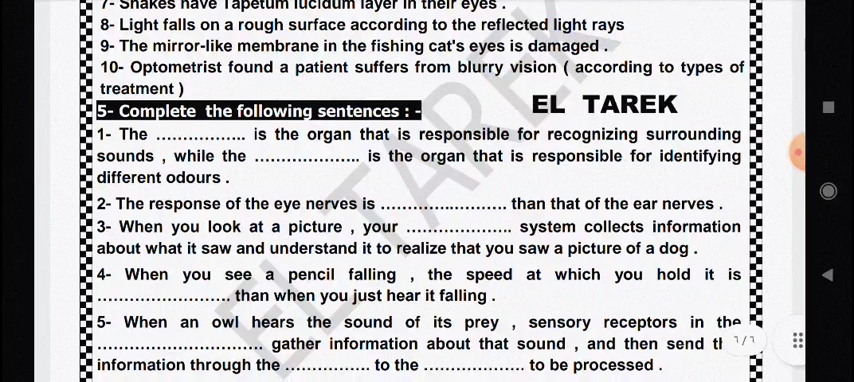 7- Snakes have Tapetum lucidum layer in their eyes .
8- Light falls on a rough surface according to the reflected light rays
9- The mirror-like membrane in the fishing cat's eyes is damaged .
10- Optometrist found a patient suffers from blurry vision ( according to types of
treatment )
5- Complete the following sentences : -
EL TAREK
1- The ................. is the organ that is responsible for recognizing surrounding
sounds , while the .................... is the organ that is responsible for identifying
different odours .
2- The response of the eye nerves is ........................ than that of the ear nerves .
3- When you look at a picture , your .................... system collects information
about what it saw and understand it to realize that you saw a picture of a dog .
4- When you see a pencil falling , the speed at which you hold it is
......................... than when you just hear it falling .
5- When an owl hears the sound of its prey , sensory receptors in the
............................... gather information about that sound , and then send
information through the ................ to the ................... to be processed .
1/1
EL TAREK